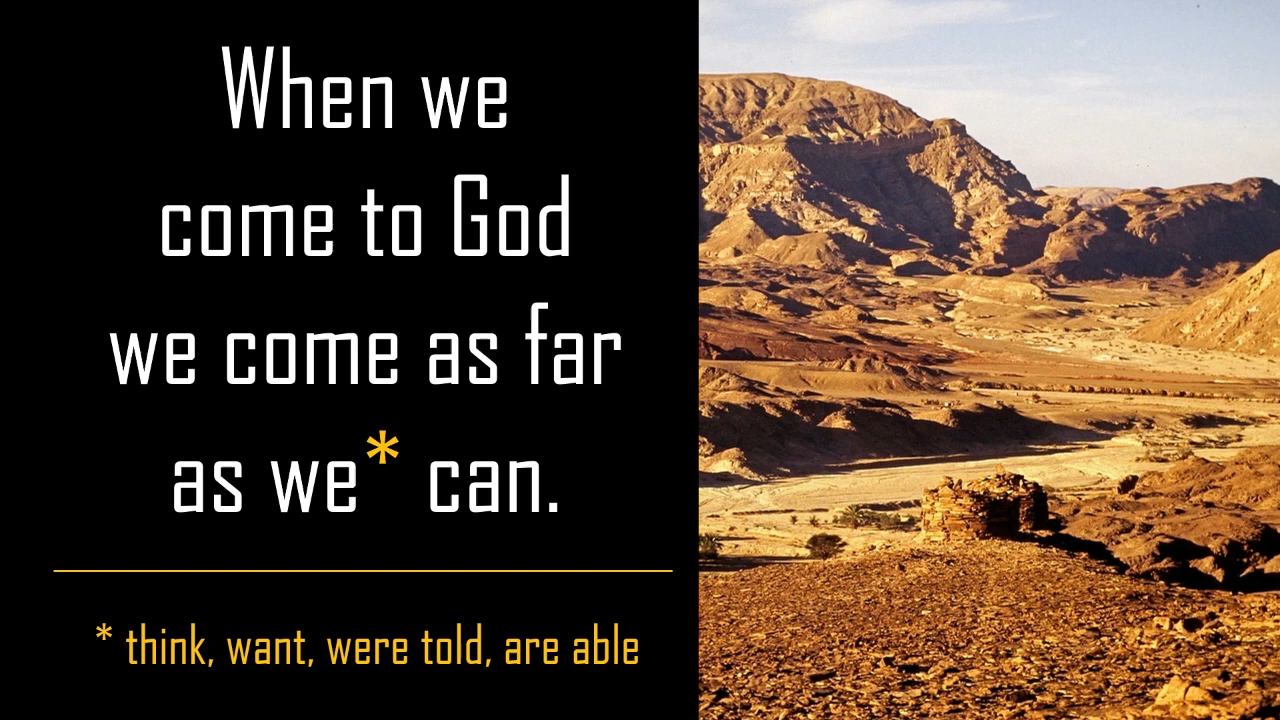 When we
come to God
we come as far
as we* can.
* think, want, were told, are able